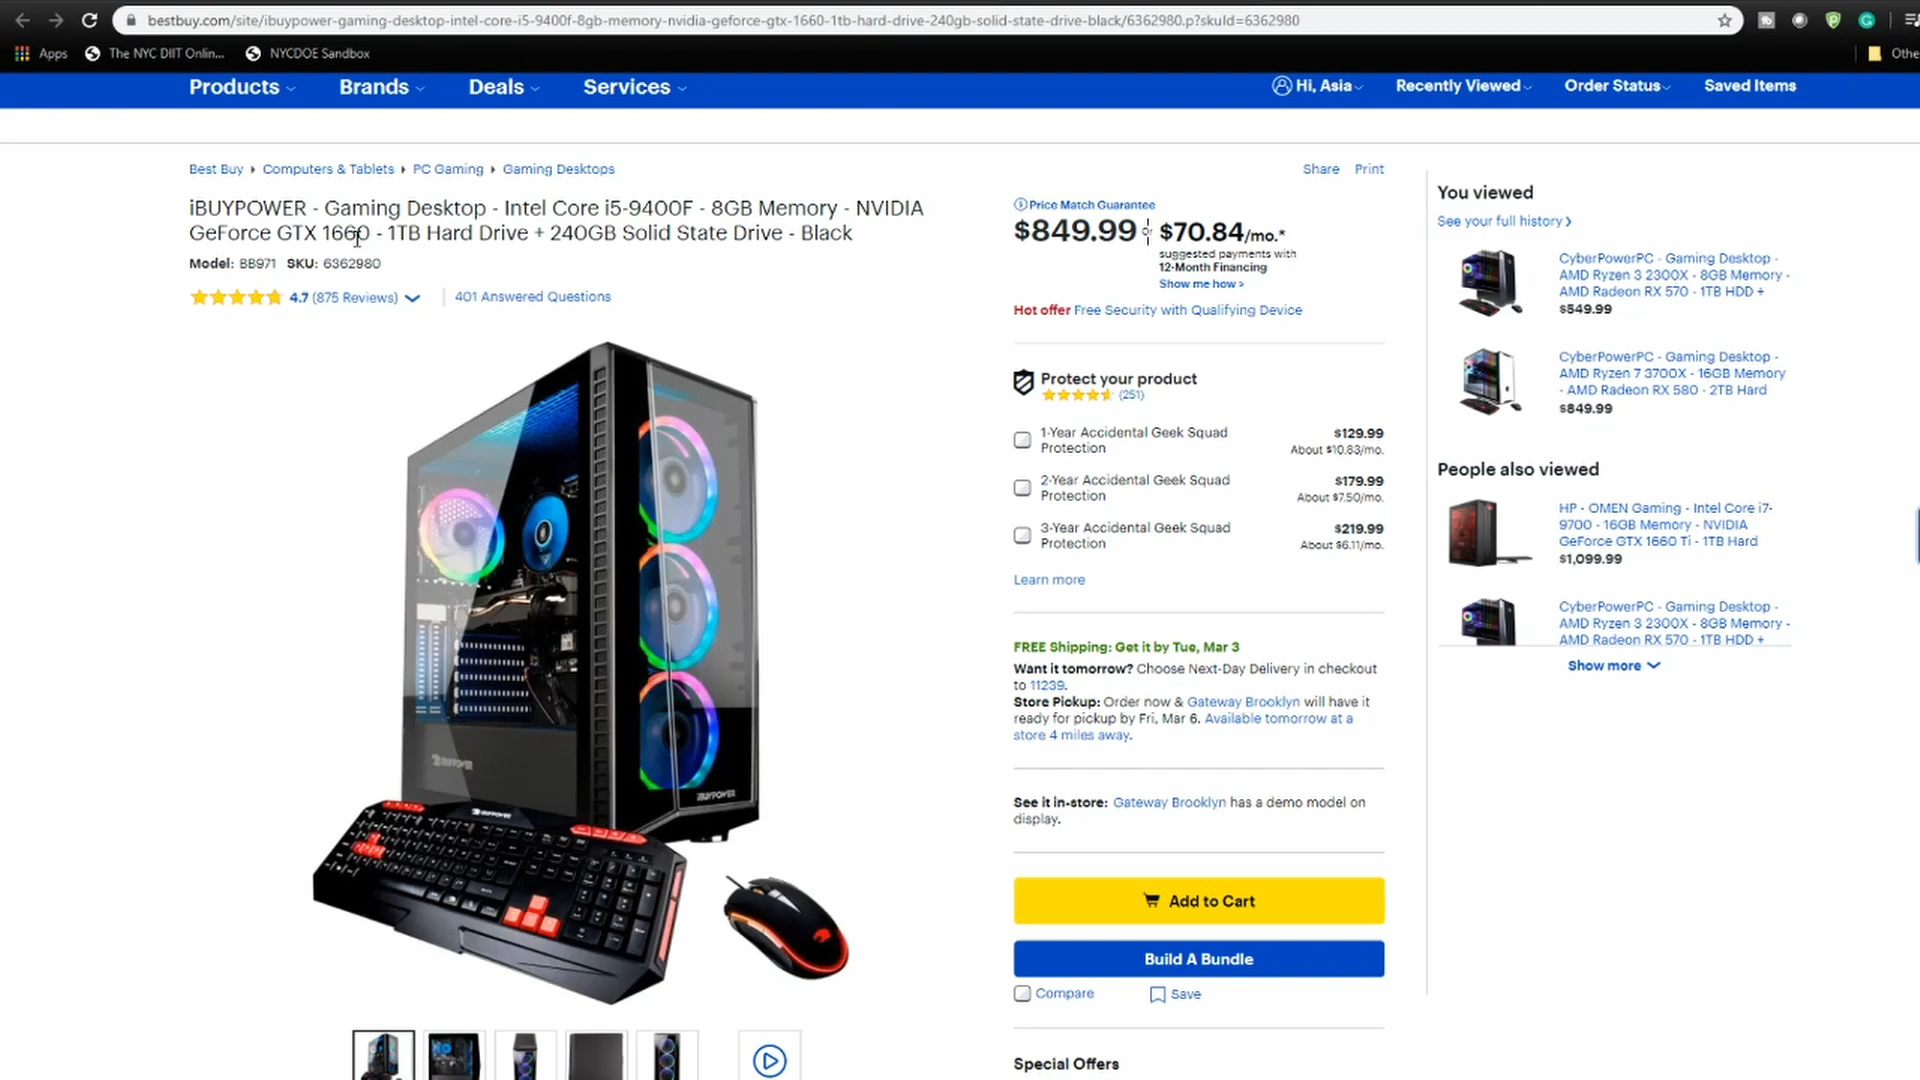 bestbuy.com/site/ibuypower-gaming-desktop-intel-core-i5-9400f-8gb-memory-nvidia-geforce-gtx-1660-1tb-hard-drive-240gb-solid-state-drive-black/6362980.p?skuId=6362980
Apps The NYC DIIT Onlin... NYCDOE Sandbox Othe
Products Brands Deals Services Hi, Asia Recently Viewed Order Status Saved Items
Best Buy Computers & Tablets PC Gaming Gaming Desktops
Share Print
iBUYPOWER - Gaming Desktop - Intel Core i5-9400F - 8GB Memory - NVIDIA
GeForce GTX 1660 - 1TB Hard Drive + 240GB Solid State Drive - Black
Model: BB971 SKU: 6362980
4.7 (875 Reviews) 401 Answered Questions
iBUYPOWER
iBUYPOWER
iBUYPOWER
Price Match Guarantee
$849.99 or $70.84/mo.*
suggested payments with
12-Month Financing
Show me how >
Hot offer Free Security with Qualifying Device
Protect your product
(251)
1-Year Accidental Geek Squad
Protection
$129.99
About $10.83/mo.
2-Year Accidental Geek Squad
Protection
$179.99
About $7.50/mo.
3-Year Accidental Geek Squad
Protection
$219.99
About $6.11/mo.
Learn more
FREE Shipping: Get it by Tue, Mar 3
Want it tomorrow? Choose Next-Day Delivery in checkout
to 11239.
Store Pickup: Order now & Gateway Brooklyn will have it
ready for pickup by Fri, Mar 6. Available tomorrow at a
store 4 miles away.
See it in-store: Gateway Brooklyn has a demo model on
display.
Add to Cart
Build A Bundle
Compare Save
Special Offers
You viewed
See your full history
CyberPowerPC - Gaming Desktop -
AMD Ryzen 3 2300X - 8GB Memory -
AMD Radeon RX 570 - 1TB HDD +
$549.99
CyberPowerPC - Gaming Desktop -
AMD Ryzen 7 3700X - 16GB Memory
- AMD Radeon RX 580 - 2TB Hard
$849.99
People also viewed
HP - OMEN Gaming - Intel Core i7-
9700 - 16GB Memory - NVIDIA
GeForce GTX 1660 Ti - 1TB Hard
$1,099.99
CyberPowerPC - Gaming Desktop -
AMD Ryzen 3 2300X - 8GB Memory -
AMD Radeon RX 570 - 1TB HDD +
Show more